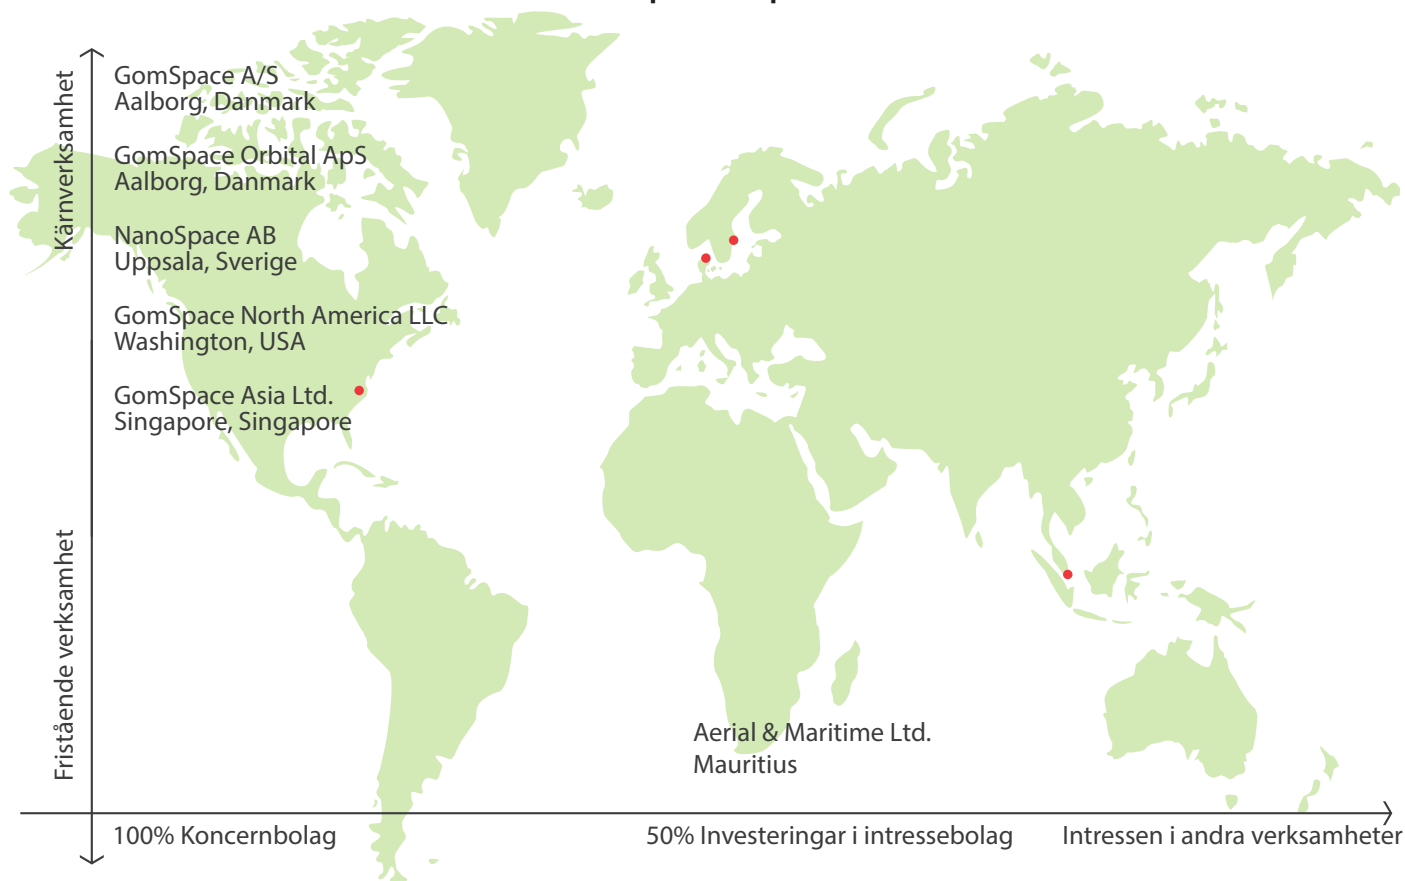 Kärnverksamhet
GomSpace A/S
Aalborg, Danmark
GomSpace Orbital ApS
Aalborg, Danmark
NanoSpace AB
Uppsala, Sverige
GomSpace North America LLC
Washington, USA
GomSpace Asia Ltd.
Singapore, Singapore
Fristående verksamhet
Aerial & Maritime Ltd.
Mauritius
100% Koncernbolag
50% Investeringar i intressebolag
Intressen i andra verksamheter